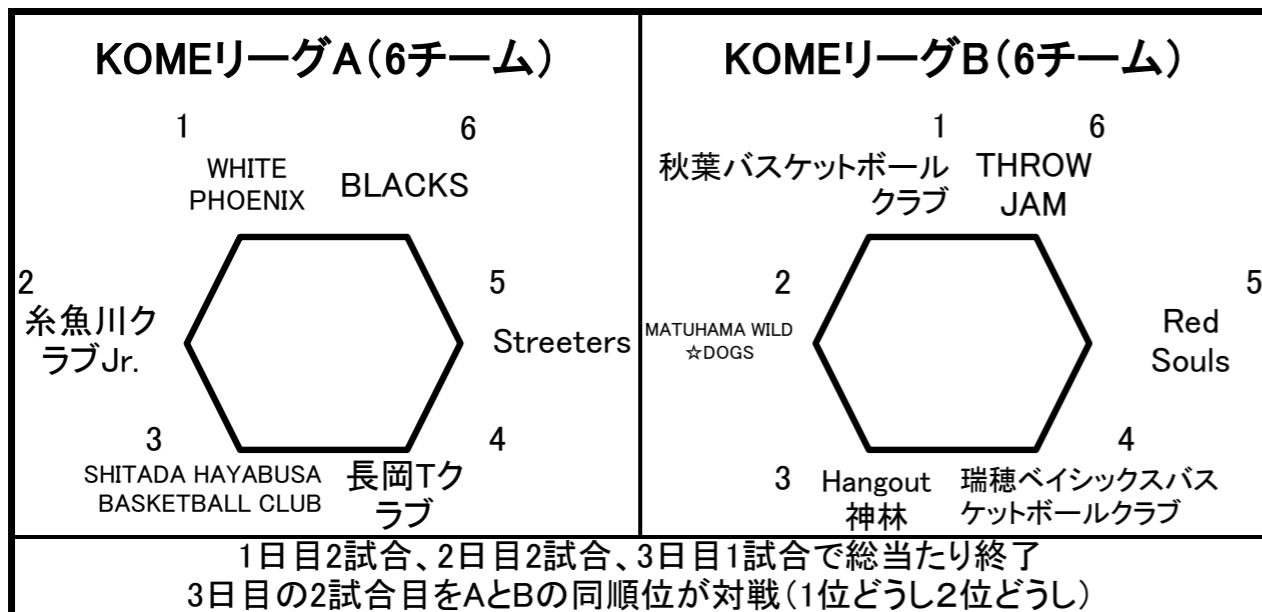 KOMEリーグA(6チーム)
1
6
WHITE
PHOENIX
BLACKS
2
糸魚川ク
ラブJr.
5
Streeters
3
SHITADA HAYABUSA
BASKETBALL CLUB
4
長岡Tク
ラブ
KOMEリーグB(6チーム)
1
6
秋葉バスケットボール
クラブ
THROW
JAM
2
MATUHAMA WILD
☆DOGS
5
Red
Souls
3
Hangout
神林
4
瑞穂ベイシックスバス
ケットボールクラブ
1日目2試合、2日目2試合、3日目1試合で総当たり終了
3日目の2試合目をAとBの同順位が対戦(1位どうし2位どうし)